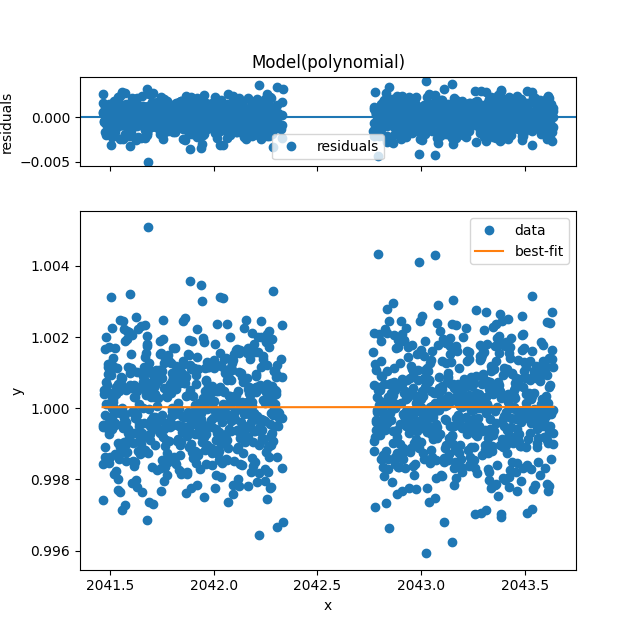 Model(polynomial)
residuals
0.000
−0.005
residuals
data
best-fit
y
1.004
1.002
1.000
0.998
0.996
2041.5 2042.0 2042.5 2043.0 2043.5
x